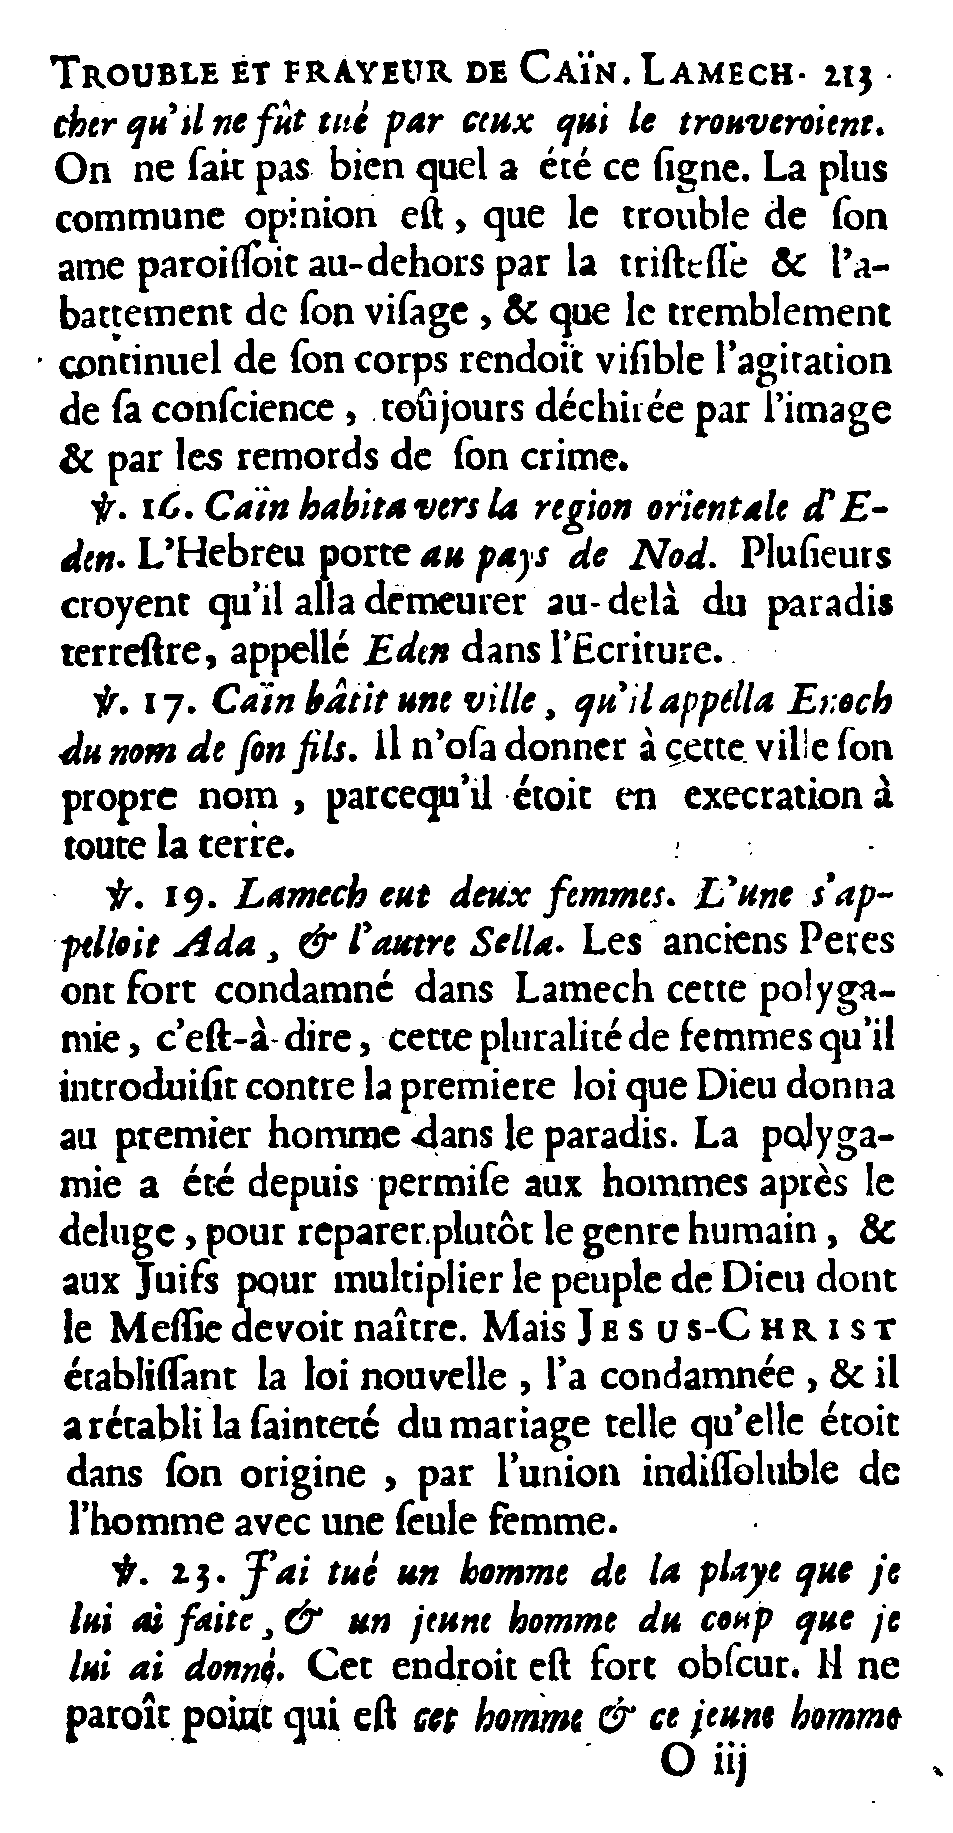 TROUBLE ET FRAYEUR DE CAÏN. LAMECH. 213
cher qu'il ne fût tué par ceux qui le trouveroient.
On ne ſait pas bien quel a été ce ſigne. La plus
commune opinion eſt, que le trouble de ſon
ame paroiſſoit au-dehors par la triſteſſe & l'a-
battement de ſon viſage, & que le tremblement
continuel de ſon corps rendoit viſible l'agitation
de ſa conſcience, toûjours déchirée par l'image
& par les remords de ſon crime.
℣. 16. Caïn habita vers la region orientale d'E-
den. L'Hebreu porte au pays de Nod. Pluſieurs
croyent qu'il alla demeurer au-delà du paradis
terreſtre, appellé Eden dans l'Ecriture.
℣. 17. Caïn bâtit une ville, qu'il appella Enoch
du nom de ſon fils. Il n'oſa donner à cette ville ſon
propre nom, parcequ'il étoit en execration à
toute la terre.
℣. 19. Lamech eut deux femmes. L'une s'ap-
pelloit Ada, & l'autre Sella. Les anciens Peres
ont fort condamné dans Lamech cette polyga-
mie, c'eſt-à-dire, cette pluralité de femmes qu'il
introduiſit contre la premiere loi que Dieu donna
au premier homme dans le paradis. La polyga-
mie a été depuis permiſe aux hommes après le
deluge, pour reparer plutôt le genre humain, &
aux Juifs pour multiplier le peuple de Dieu dont
le Meſſie devoit naître. Mais JESUS-CHRIST
établiſſant la loi nouvelle, l'a condamnée, & il
a rétabli la ſainteté du mariage telle qu'elle étoit
dans ſon origine, par l'union indiſſoluble de
l'homme avec une ſeule femme.
℣. 23. J'ai tué un homme de la playe que je
lui ai faite, & un jeune homme du coup que je
lui ai donné. Cet endroit eſt fort obſcur. Il ne
paroît point qui eſt cet homme & ce jeune homme
O iij